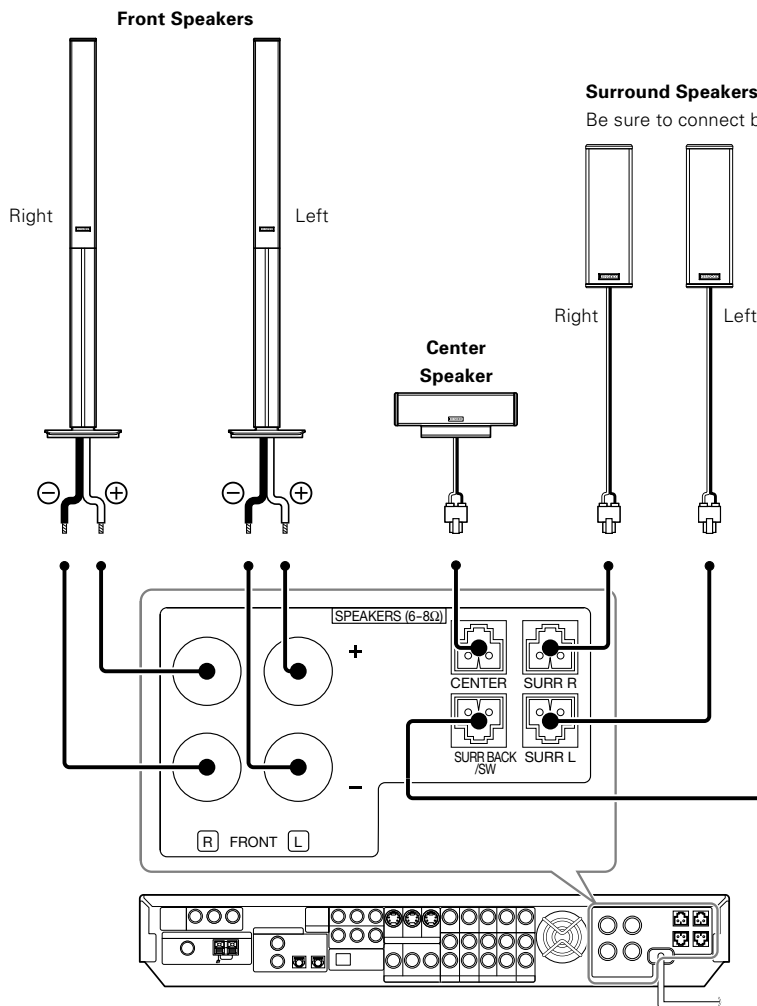 Front Speakers
Surround Speakers
Be sure to connect b
Right
Left
Right
Left
Center
Speaker
⊖ ⊕
⊖ ⊕
SPEAKERS (6–8Ω)
+
CENTER
SURR R
SURR BACK
/SW
SURR L
–
R FRONT L